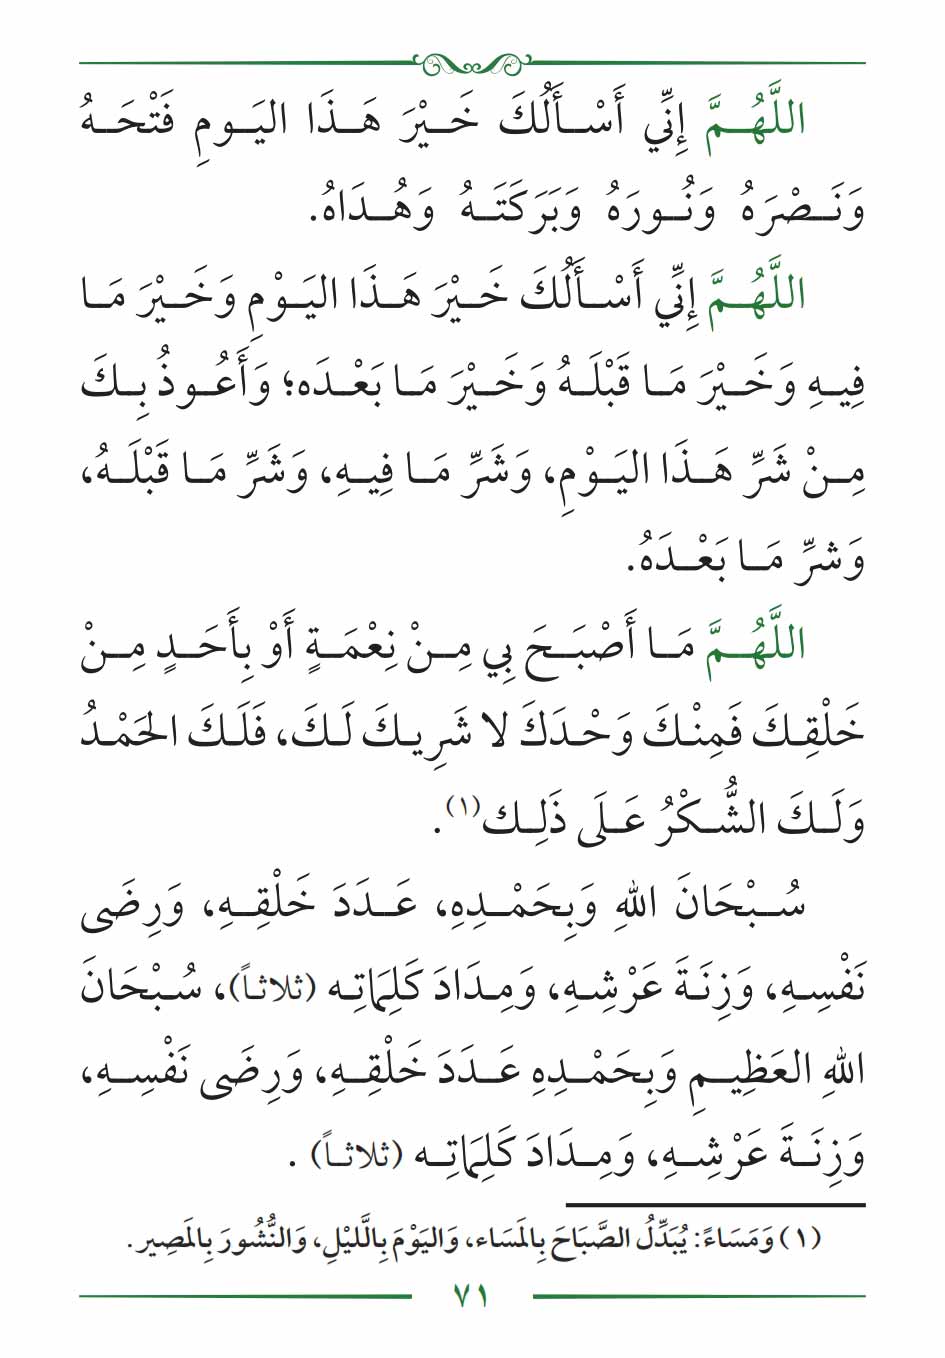 اللَّهُمَّ إِنِّي أَسْأَلُكَ خَيْرَ هَذَا اليَومِ فَتْحَهُ
وَنَصْرَهُ وَنُورَهُ وَبَرَكَتَهُ وَهُدَاهُ.
اللَّهُمَّ إِنِّي أَسْأَلُكَ خَيْرَ هَذَا اليَوْمِ وَخَيْرَ مَا
فِيهِ وَخَيْرَ مَا قَبْلَهُ وَخَيْرَ مَا بَعْدَه؛ وَأَعُوذُ بِكَ
مِنْ شَرِّ هَذَا اليَوْمِ، وَشَرِّ مَا فِيهِ، وَشَرِّ مَا قَبْلَهُ،
وَشرِّ مَا بَعْدَهُ.
اللَّهُمَّ مَا أَصْبَحَ بِي مِنْ نِعْمَةٍ أَوْ بِأَحَدٍ مِنْ
خَلْقِكَ فَمِنْكَ وَحْدَكَ لا شَرِيكَ لَكَ، فَلَكَ الحَمْدُ
وَلَكَ الشُّكْرُ عَلَى ذَلِك(١).
سُبْحَانَ اللهِ وَبِحَمْدِهِ، عَدَدَ خَلْقِهِ، وَرِضَى
نَفْسِهِ، وَزِنَةَ عَرْشِهِ، وَمِدَادَ كَلِمَاتِه (ثلاثاً)، سُبْحَانَ
اللهِ العَظِيمِ وَبِحَمْدِهِ عَدَدَ خَلْقِهِ، وَرِضَى نَفْسِهِ،
وَزِنَةَ عَرْشِهِ، وَمِدَادَ كَلِمَاتِه (ثلاثاً) .
(١) وَمَسَاءً: يُبَدِّلُ الصَّبَاحَ بِالمَسَاء، وَاليَوْمَ بِاللَّيْلِ، وَالنُّشُورَ بِالمَصِير.
٧١